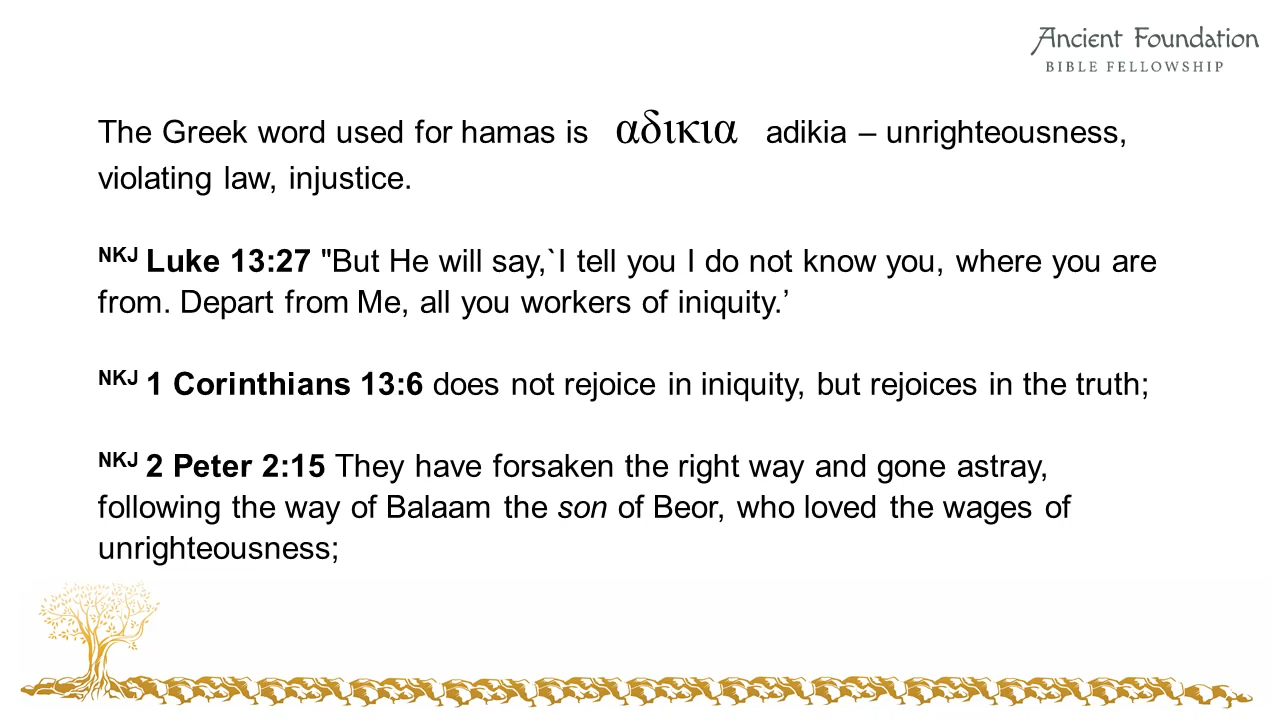 Ancient Foundation
BIBLE FELLOWSHIP
The Greek word used for hamas is αδικια adikia – unrighteousness,
violating law, injustice.
NKJ Luke 13:27 "But He will say,`I tell you I do not know you, where you are
from. Depart from Me, all you workers of iniquity.’
NKJ 1 Corinthians 13:6 does not rejoice in iniquity, but rejoices in the truth;
NKJ 2 Peter 2:15 They have forsaken the right way and gone astray,
following the way of Balaam the son of Beor, who loved the wages of
unrighteousness;